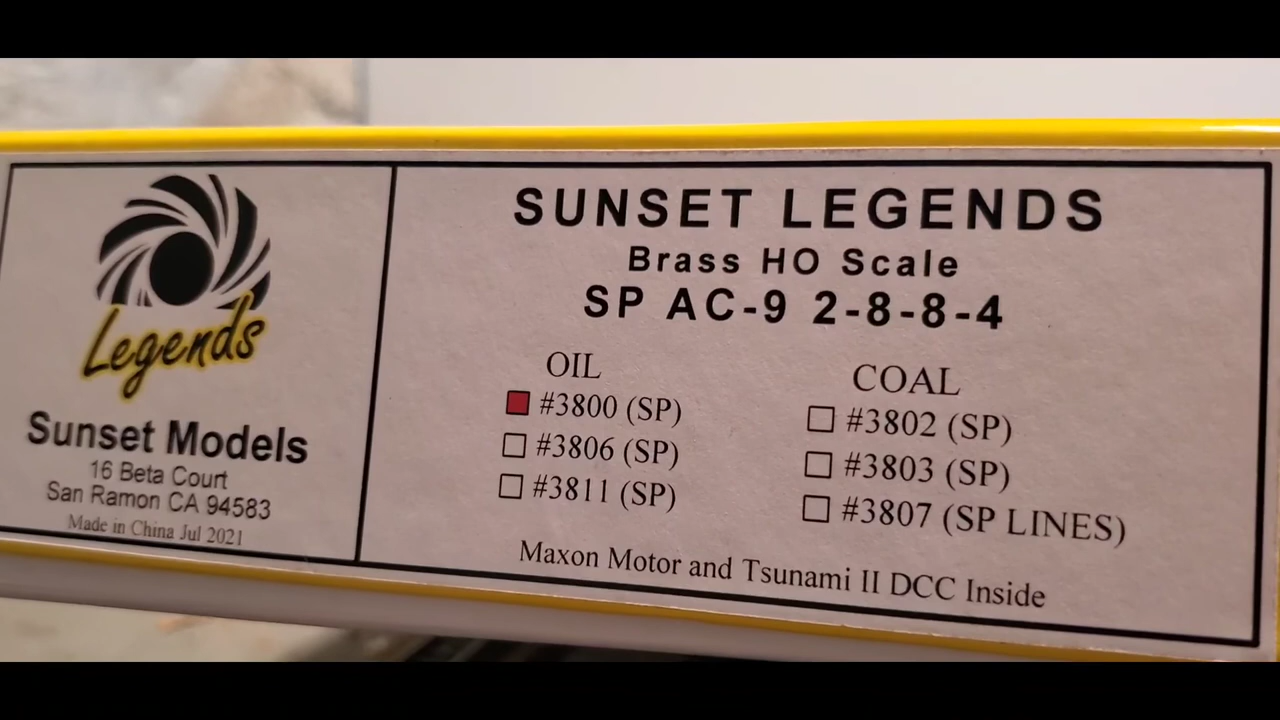 Legends
Sunset Models
16 Beta Court
San Ramon CA 94583
Made in China Jul 2021
SUNSET LEGENDS
Brass HO Scale
SP AC-9 2-8-8-4
OIL
#3800 (SP)
#3806 (SP)
#3811 (SP)
COAL
#3802 (SP)
#3803 (SP)
#3807 (SP LINES)
Maxon Motor and Tsunami II DCC Inside